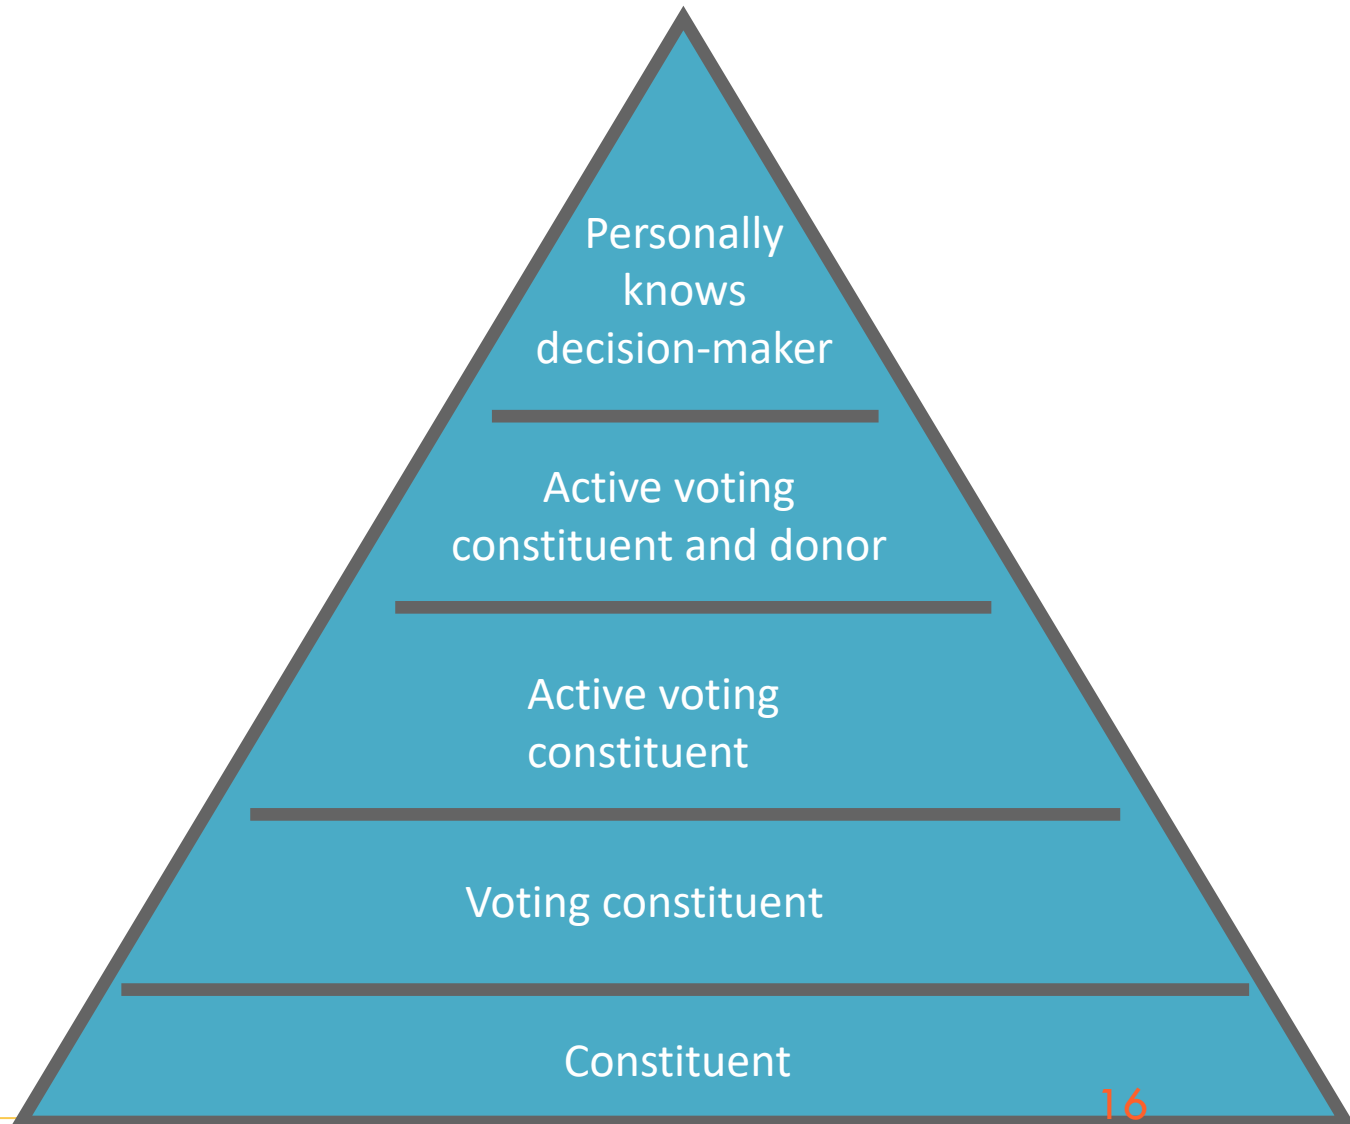 Personally
knows
decision-maker
Active voting
constituent and donor
Active voting
constituent
Voting constituent
Constituent
16